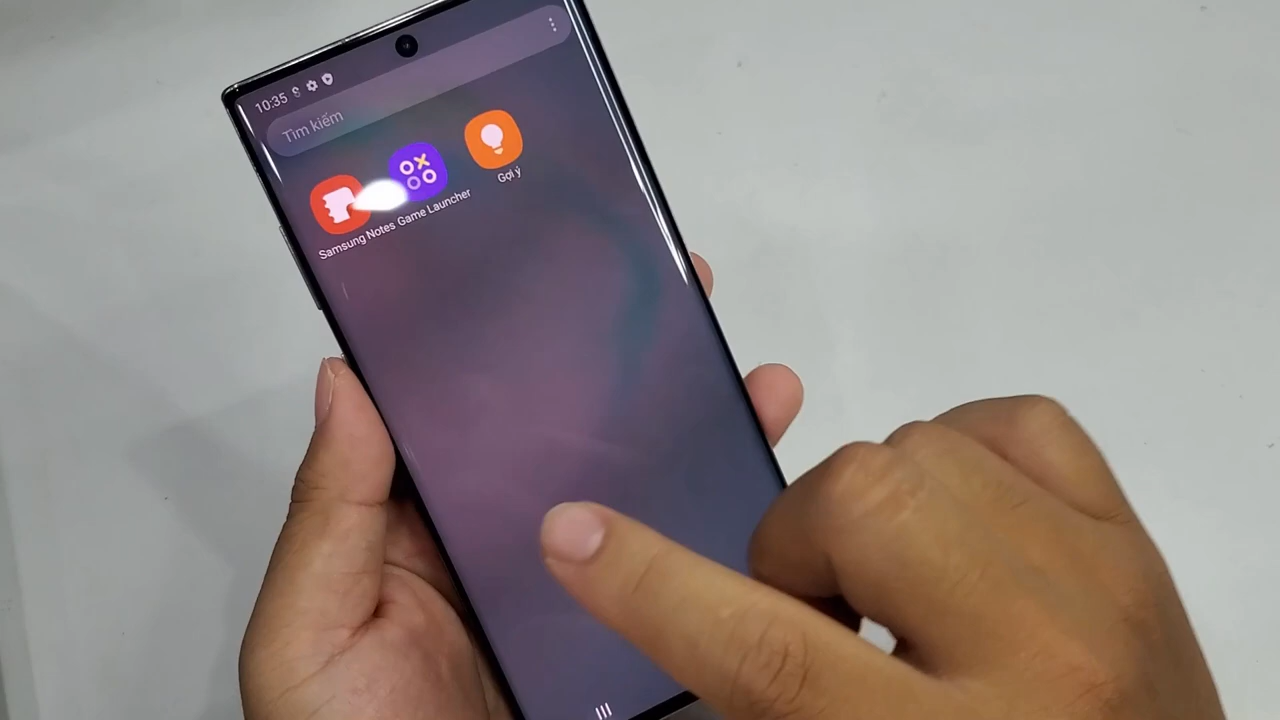 10:35
Tìm kiếm
Samsung Notes
Game Launcher
Gợi ý